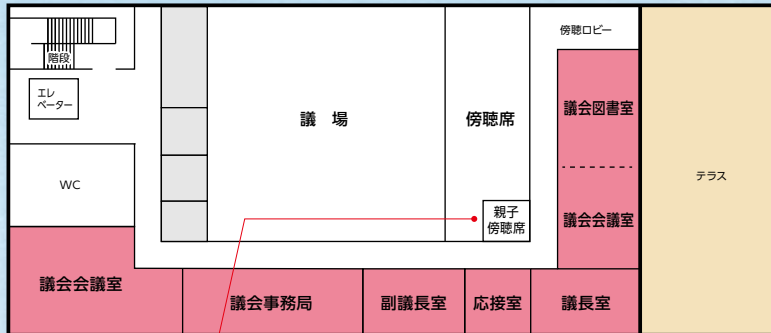 傍聴ロビー
階段
エレ
ベーター
議会図書室
議　場
傍聴席
テラス
WC
親子
傍聴席
議会会議室
議会会議室
議会事務局
副議長室
応接室
議長室